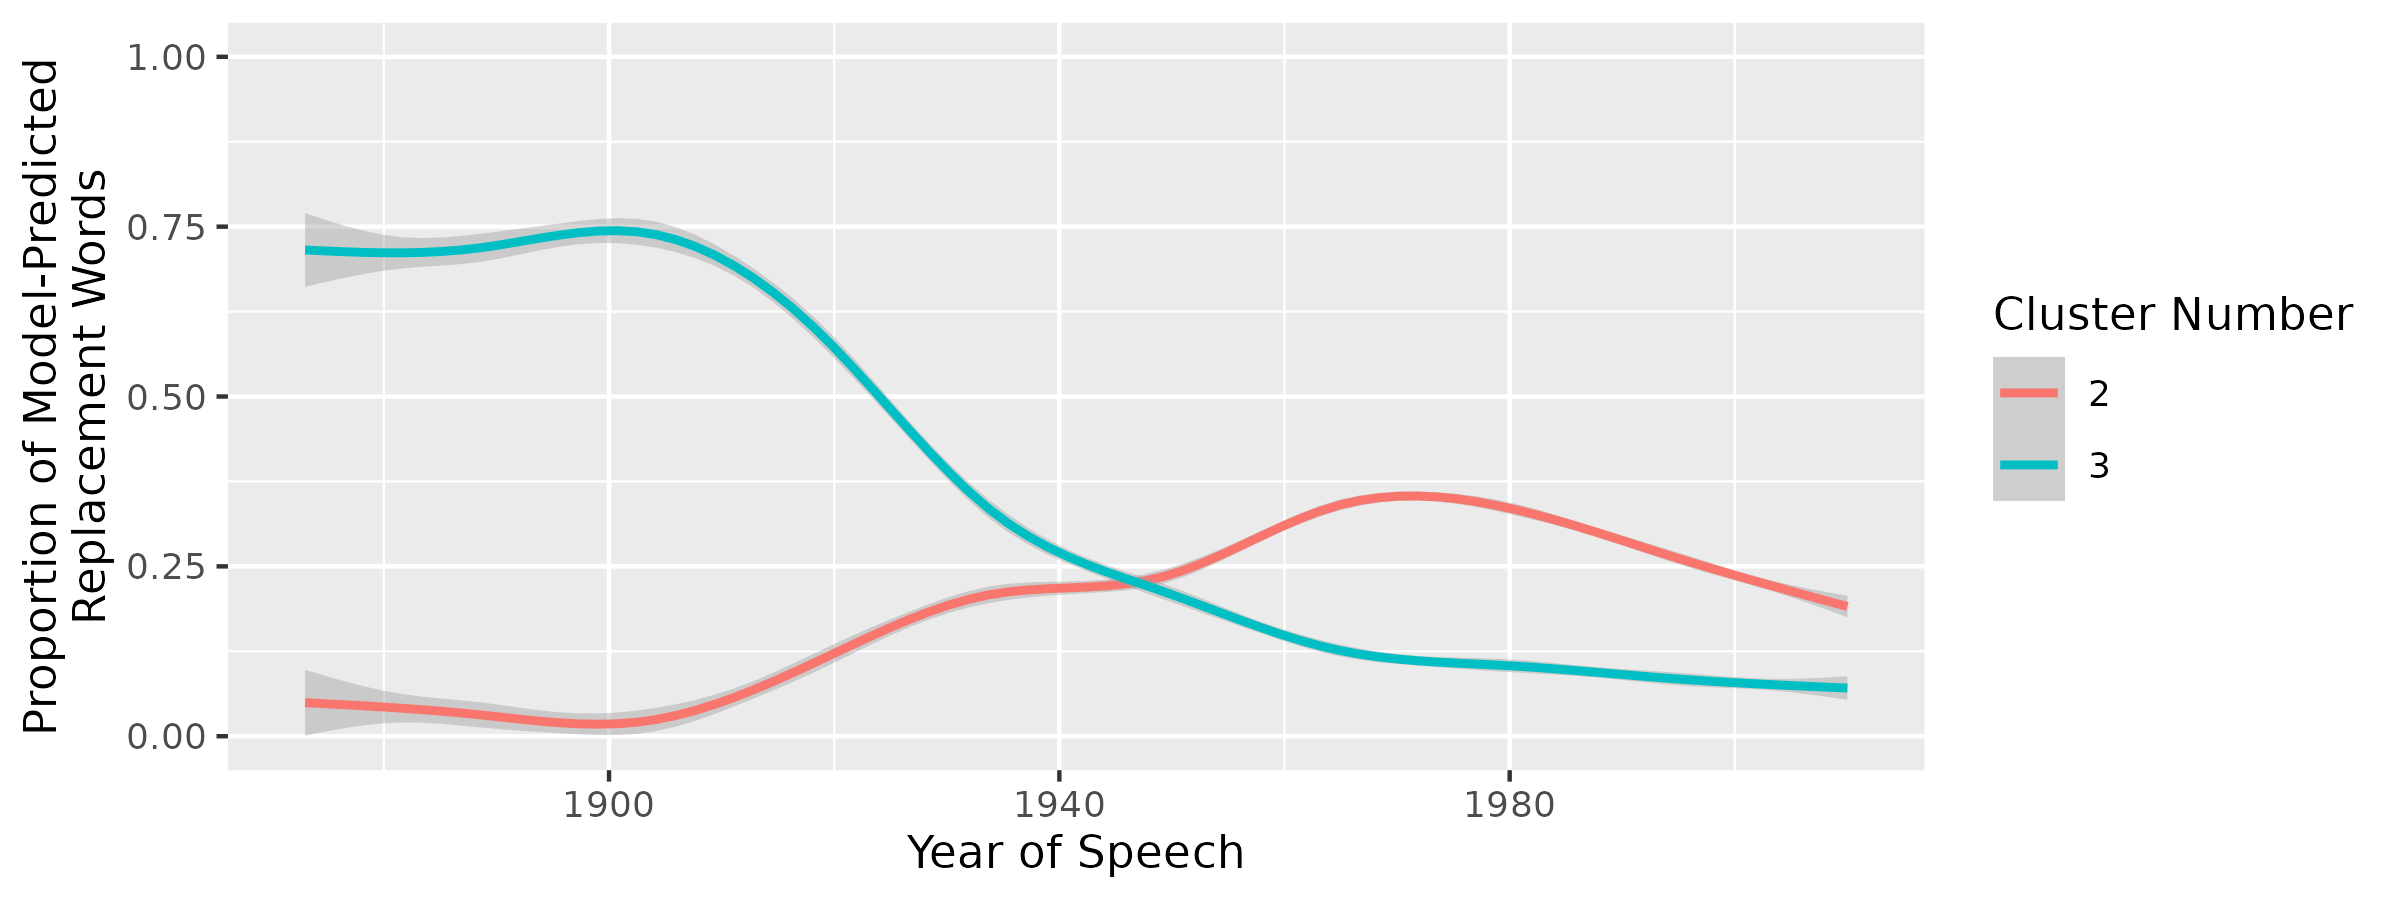 Proportion of Model-Predicted
Replacement Words
1.00
0.75
0.50
0.25
0.00
1900
1940
1980
Year of Speech
Cluster Number
2
3